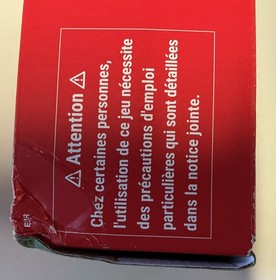 ⚠ Attention ⚠
Chez certaines personnes,
l'utilisation de ce jeu nécessite
des précautions d'emploi
particulières qui sont détaillées
dans la notice jointe.